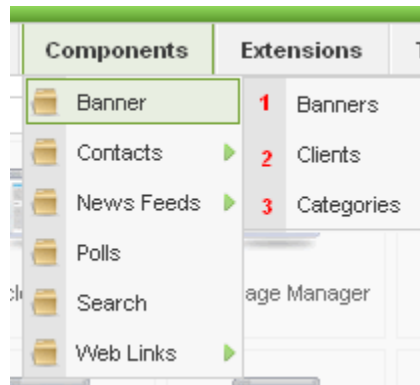 Components Extensions T
Banner
Contacts
News Feeds
Polls
Search
Web Links
1 Banners
2 Clients
3 Categories
age Manager